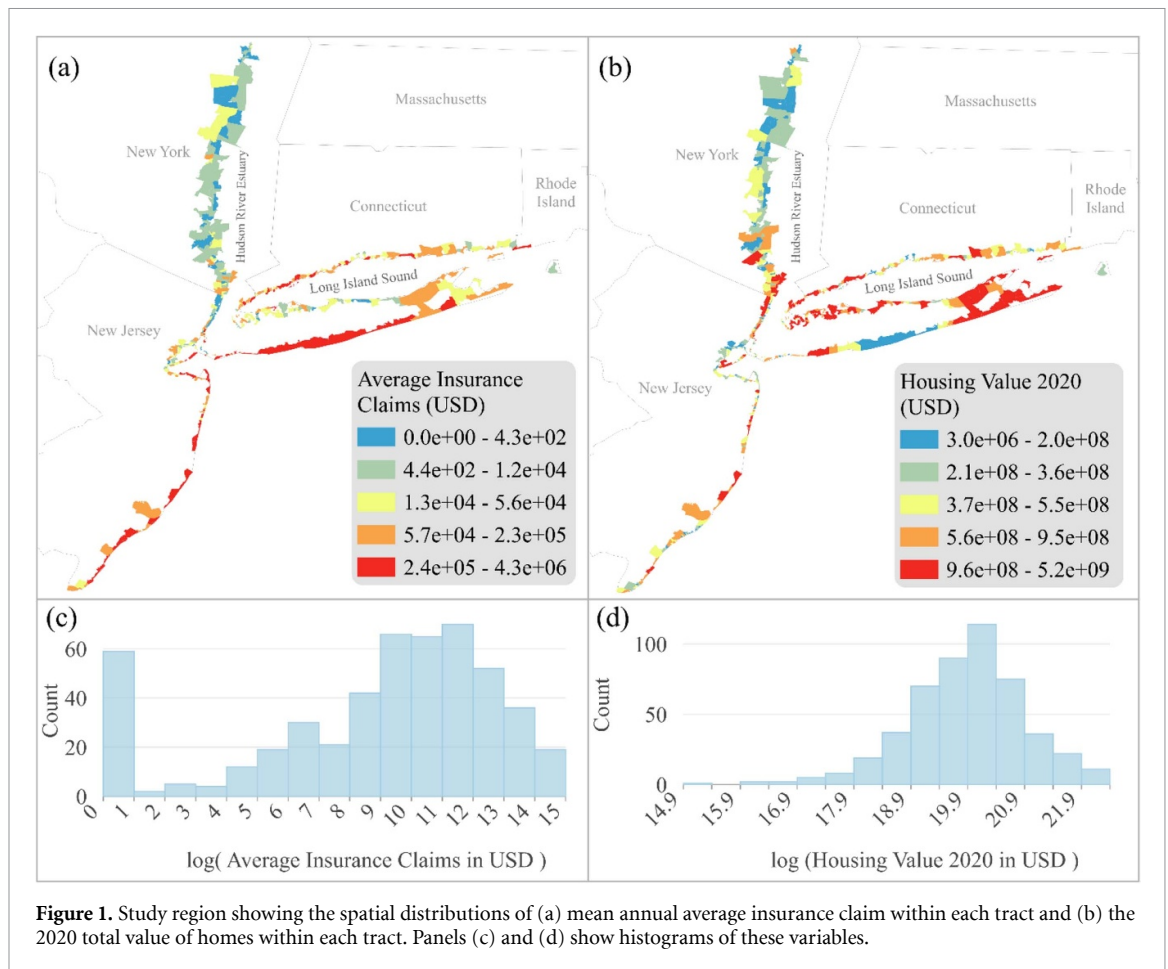 (a)
Massachusetts
New York
Hudson River Estuary
Connecticut
Rhode
Island
Long Island Sound
New Jersey
Average Insurance
Claims (USD)
0.0e+00 - 4.3e+02
4.4e+02 - 1.2e+04
1.3e+04 - 5.6e+04
5.7e+04 - 2.3e+05
2.4e+05 - 4.3e+06
(b)
Massachusetts
New York
Hudson River Estuary
Connecticut
Rhode
Island
Long Island Sound
New Jersey
Housing Value 2020
(USD)
3.0e+06 - 2.0e+08
2.1e+08 - 3.6e+08
3.7e+08 - 5.5e+08
5.6e+08 - 9.5e+08
9.6e+08 - 5.2e+09
(c)
Count
60
40
20
0
0 1 2 3 4 5 6 7 8 9 10 11 12 13 14 15
log( Average Insurance Claims in USD )
(d)
Count
100
50
0
14.9 15.9 16.9 17.9 18.9 19.9 20.9 21.9
log (Housing Value 2020 in USD )
Figure 1. Study region showing the spatial distributions of (a) mean annual average insurance claim within each tract and (b) the
2020 total value of homes within each tract. Panels (c) and (d) show histograms of these variables.